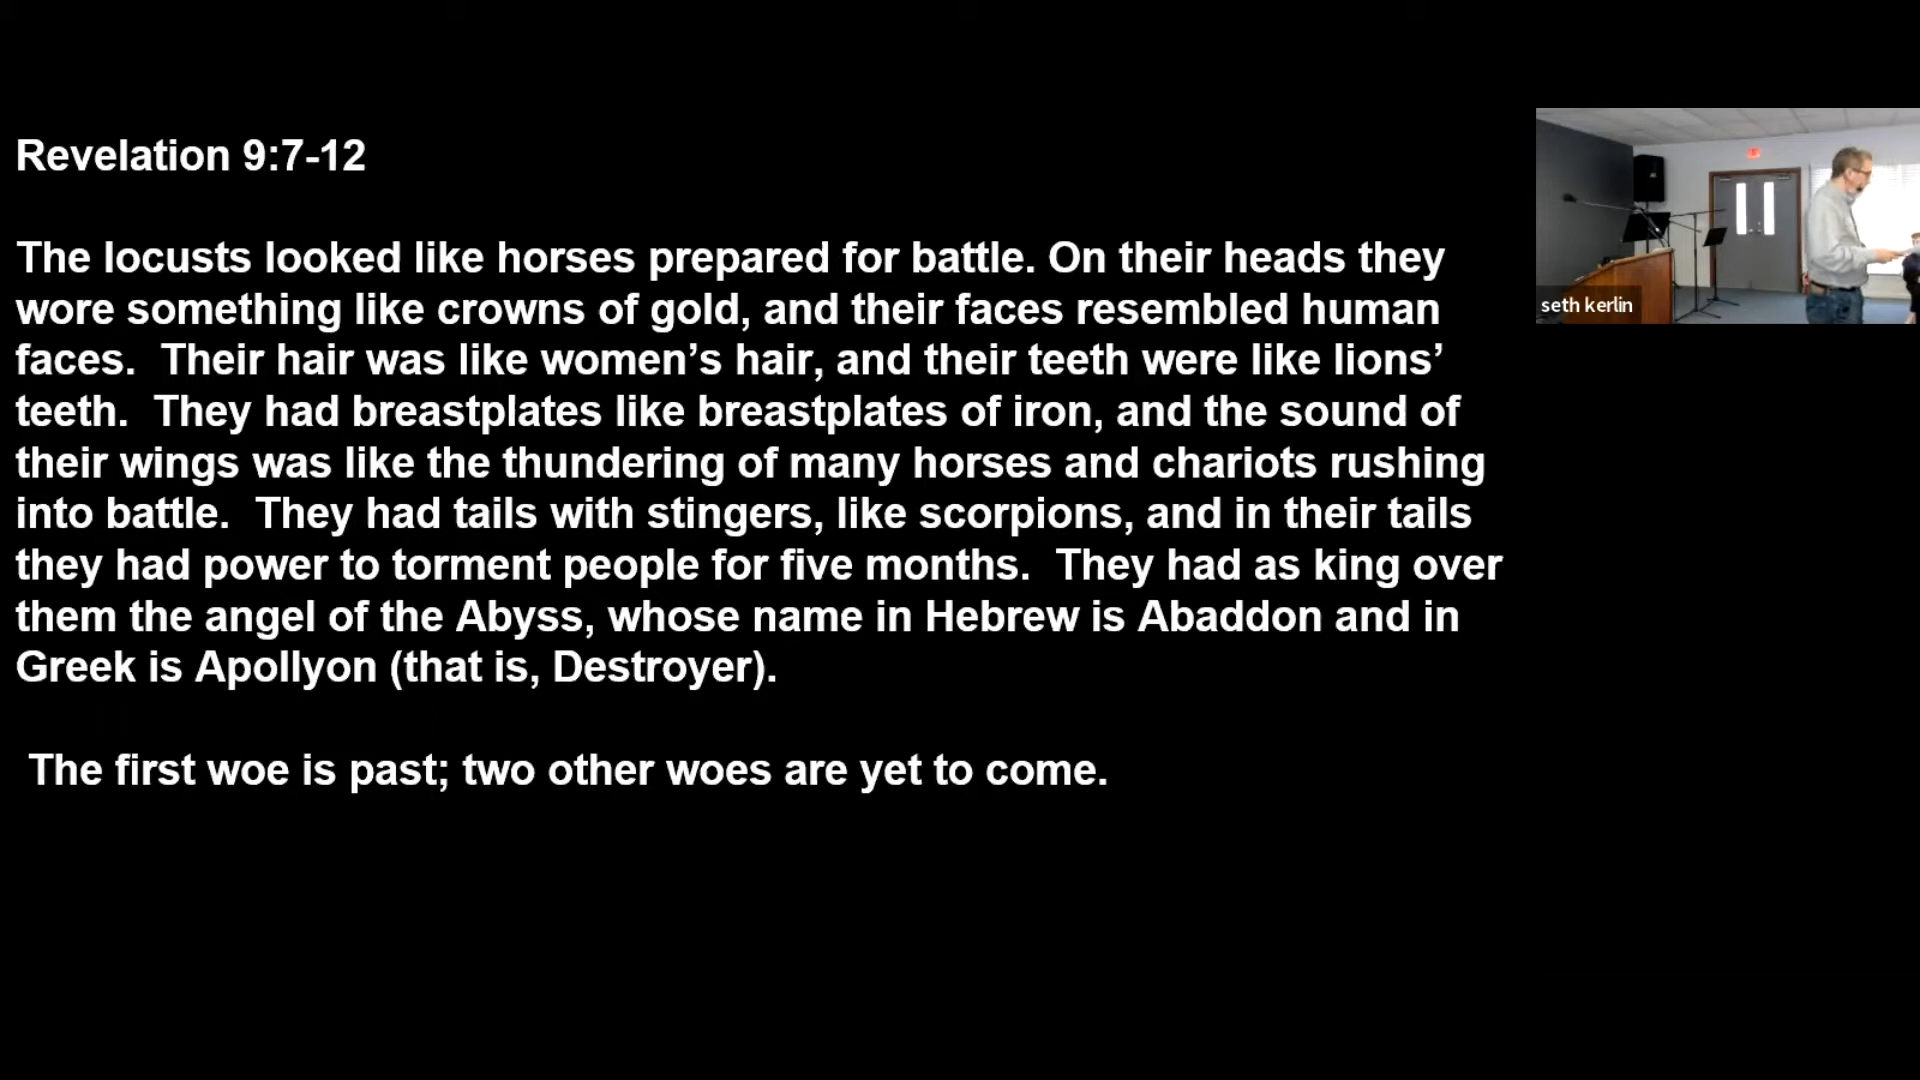 Revelation 9:7-12
The locusts looked like horses prepared for battle. On their heads they
wore something like crowns of gold, and their faces resembled human
faces.  Their hair was like women’s hair, and their teeth were like lions’
teeth.  They had breastplates like breastplates of iron, and the sound of
their wings was like the thundering of many horses and chariots rushing
into battle.  They had tails with stingers, like scorpions, and in their tails
they had power to torment people for five months.  They had as king over
them the angel of the Abyss, whose name in Hebrew is Abaddon and in
Greek is Apollyon (that is, Destroyer).
The first woe is past; two other woes are yet to come.
seth kerlin